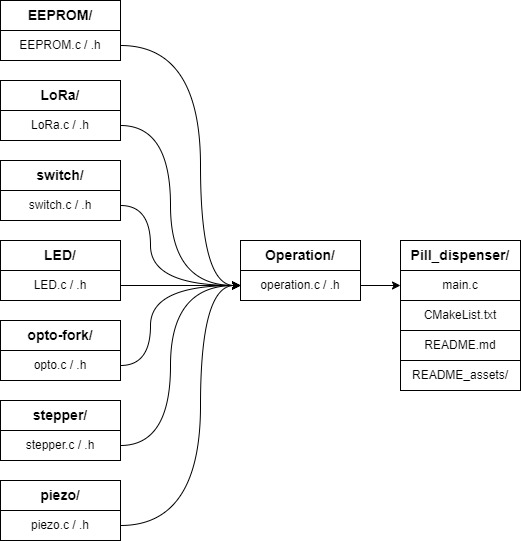 EEPROM/
EEPROM.c / .h
LoRa/
LoRa.c / .h
switch/
switch.c / .h
LED/
LED.c / .h
opto-fork/
opto.c / .h
stepper/
stepper.c / .h
piezo/
piezo.c / .h
Operation/
operation.c / .h
Pill_dispenser/
main.c
CMakeList.txt
README.md
README_assets/